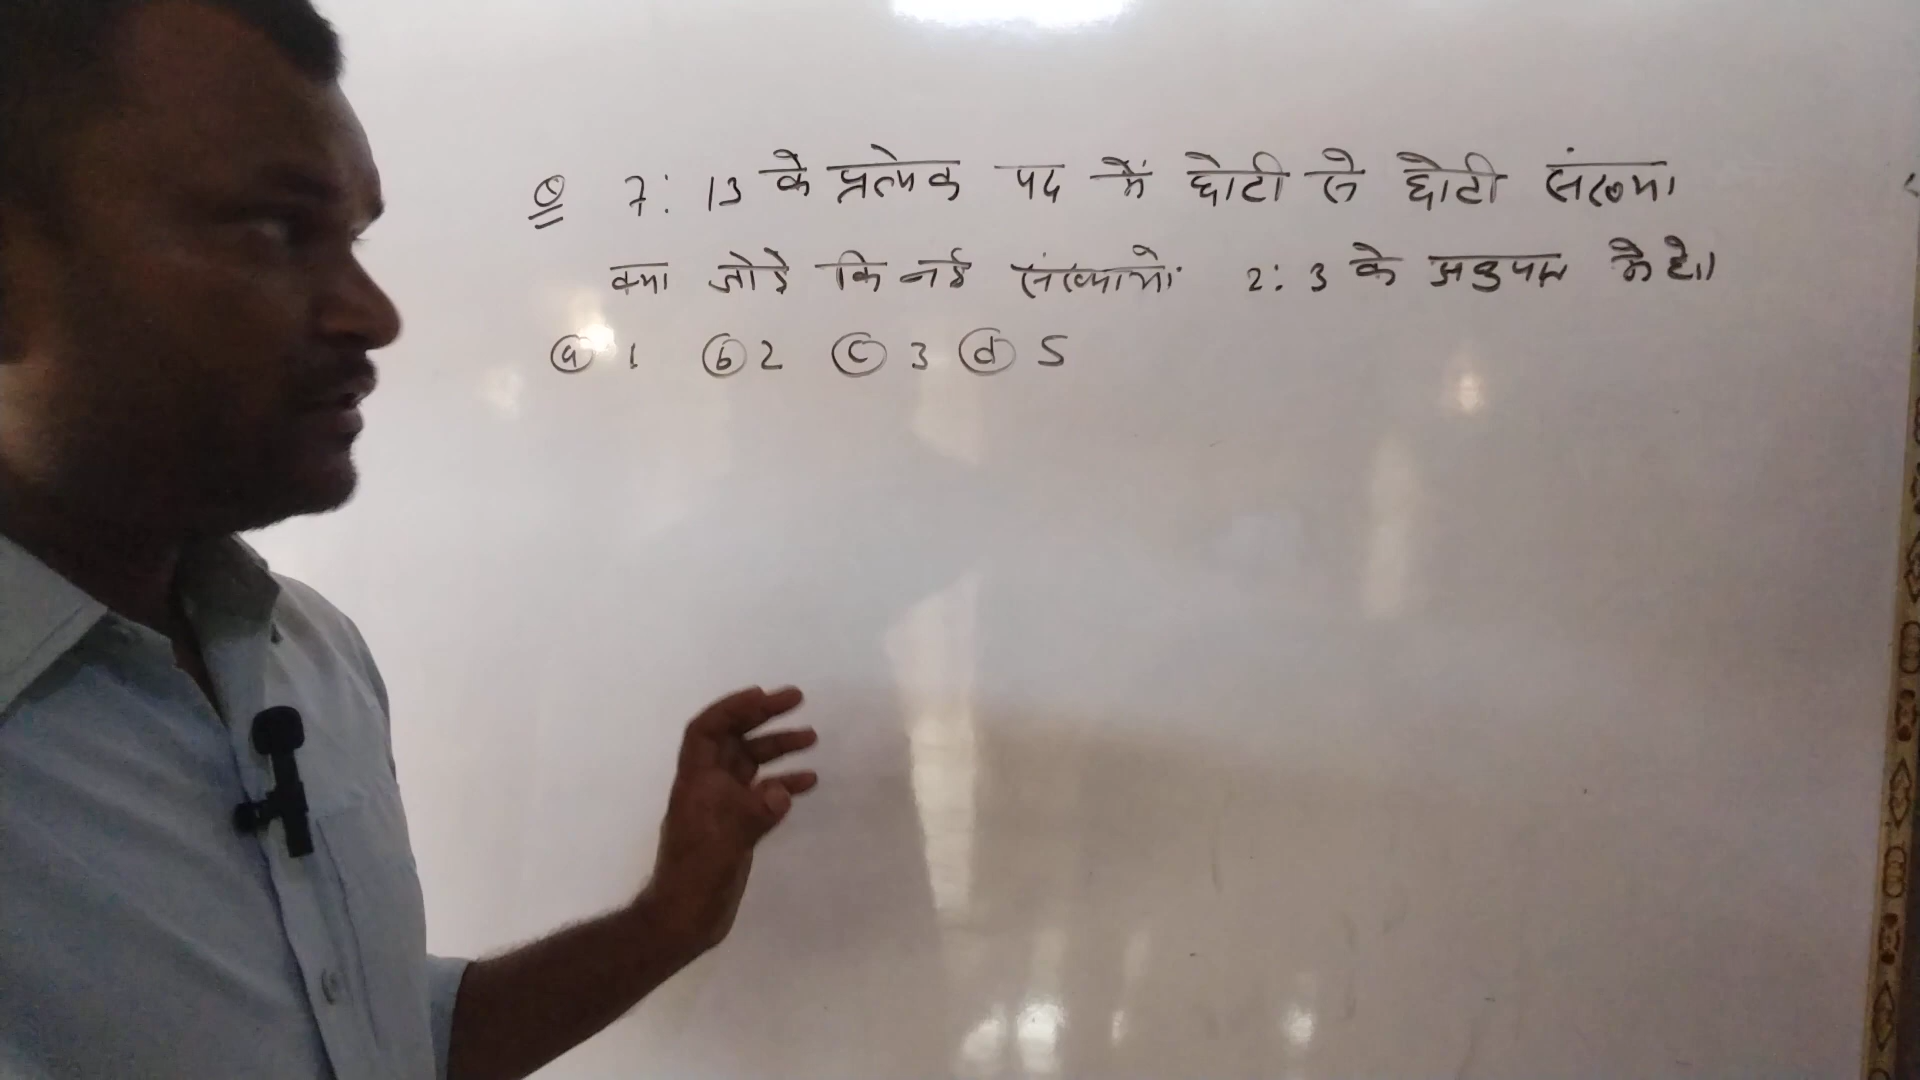 Q 7 : 13 के प्रत्येक पद में छोटी से छोटी संख्या
क्या जोड़े कि नई संख्याओं 2 : 3 के अनुपात में हो।
(a) 1 (b) 2 (c) 3 (d) 5